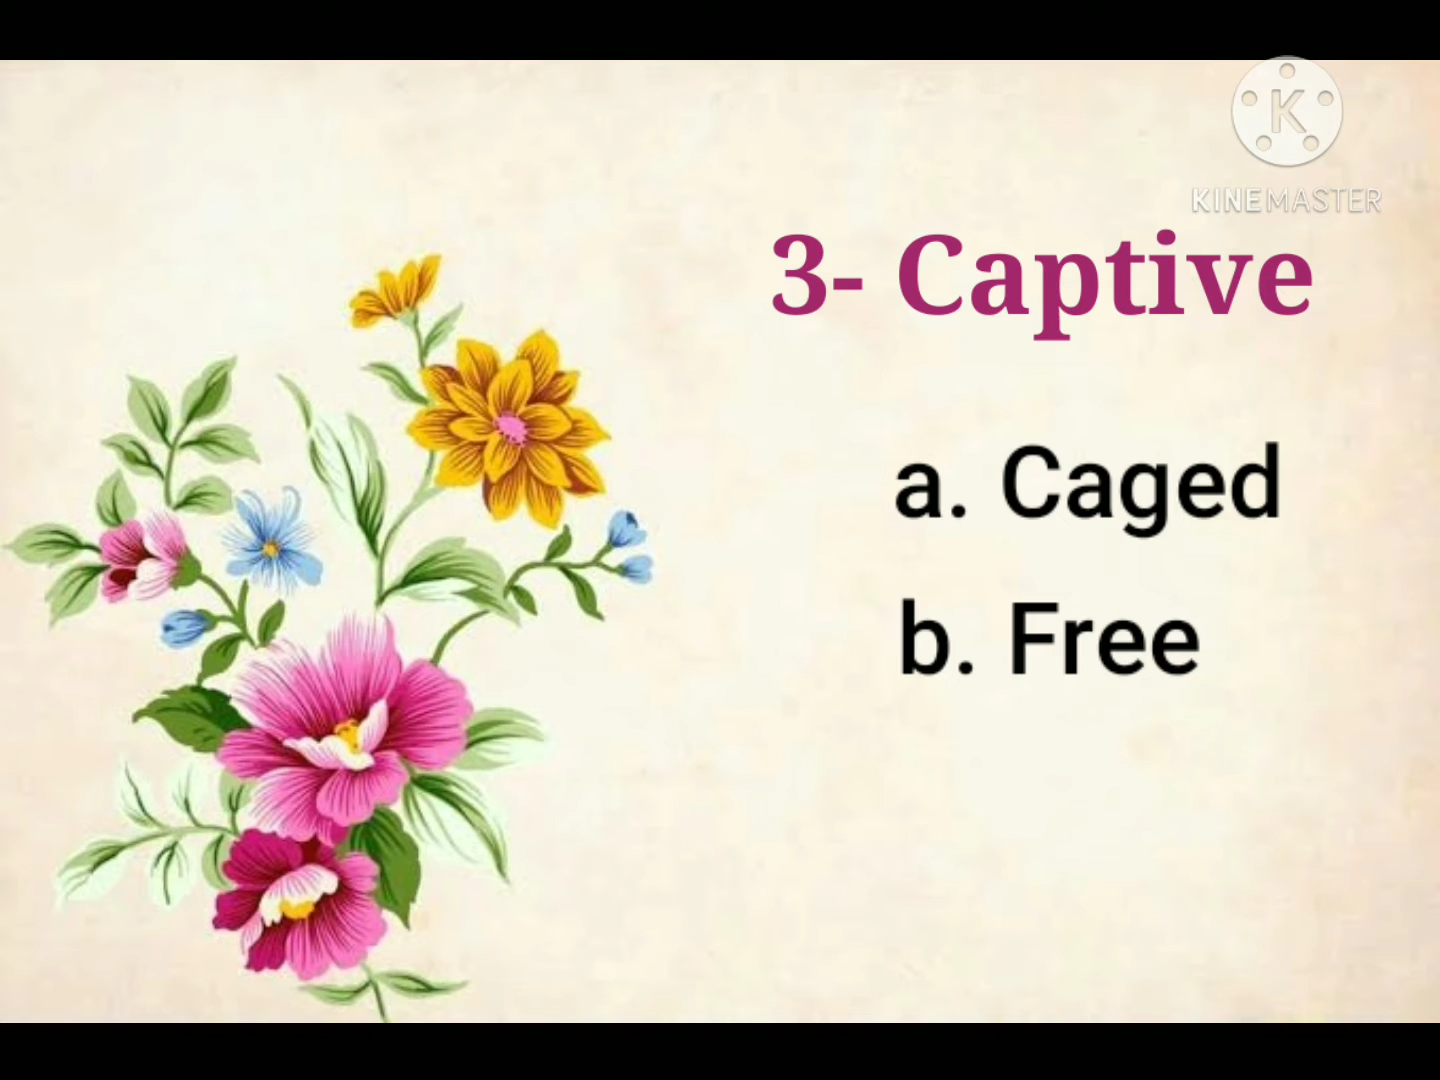 K
KINEMASTER
3- Captive
a. Caged
b. Free